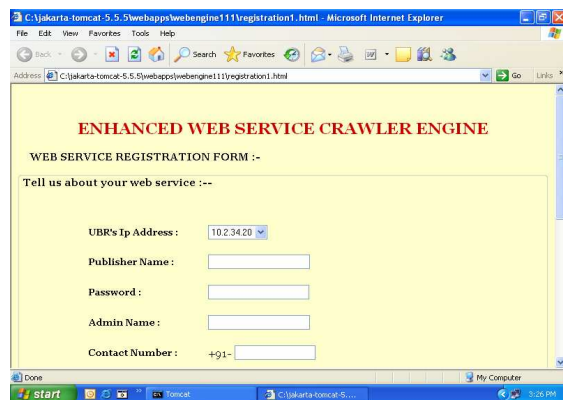 C:\jakarta-tomcat-5.5.5\webapps\webengine111\registration1.html - Microsoft Internet Explorer
File Edit View Favorites Tools Help
Back Search Favorites
Address C:\jakarta-tomcat-5.5.5\webapps\webengine111\registration1.html Go Links
ENHANCED WEB SERVICE CRAWLER ENGINE
WEB SERVICE REGISTRATION FORM :-
Tell us about your web service :--
UBR's Ip Address : 10.2.34.20
Publisher Name :
Password :
Admin Name :
Contact Number : +91-
Done My Computer
start Tomcat C:\jakarta-tomcat-5.... 3:26 PM